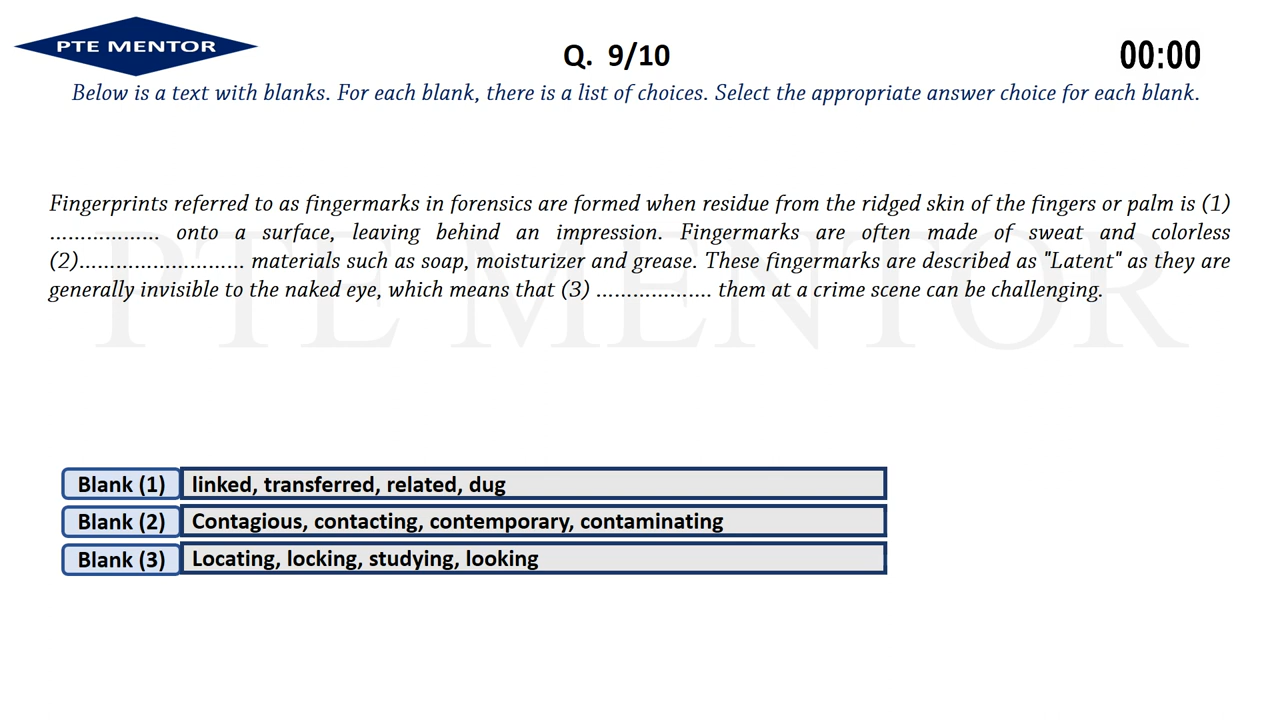 PTE MENTOR
Q. 9/10
00:00
Below is a text with blanks. For each blank, there is a list of choices. Select the appropriate answer choice for each blank.
Fingerprints referred to as fingermarks in forensics are formed when residue from the ridged skin of the fingers or palm is (1)
.................. onto a surface, leaving behind an impression. Fingermarks are often made of sweat and colorless
(2)........................... materials such as soap, moisturizer and grease. These fingermarks are described as "Latent" as they are
generally invisible to the naked eye, which means that (3) ................... them at a crime scene can be challenging.
PTE MENTOR
Blank (1) linked, transferred, related, dug
Blank (2) Contagious, contacting, contemporary, contaminating
Blank (3) Locating, locking, studying, looking